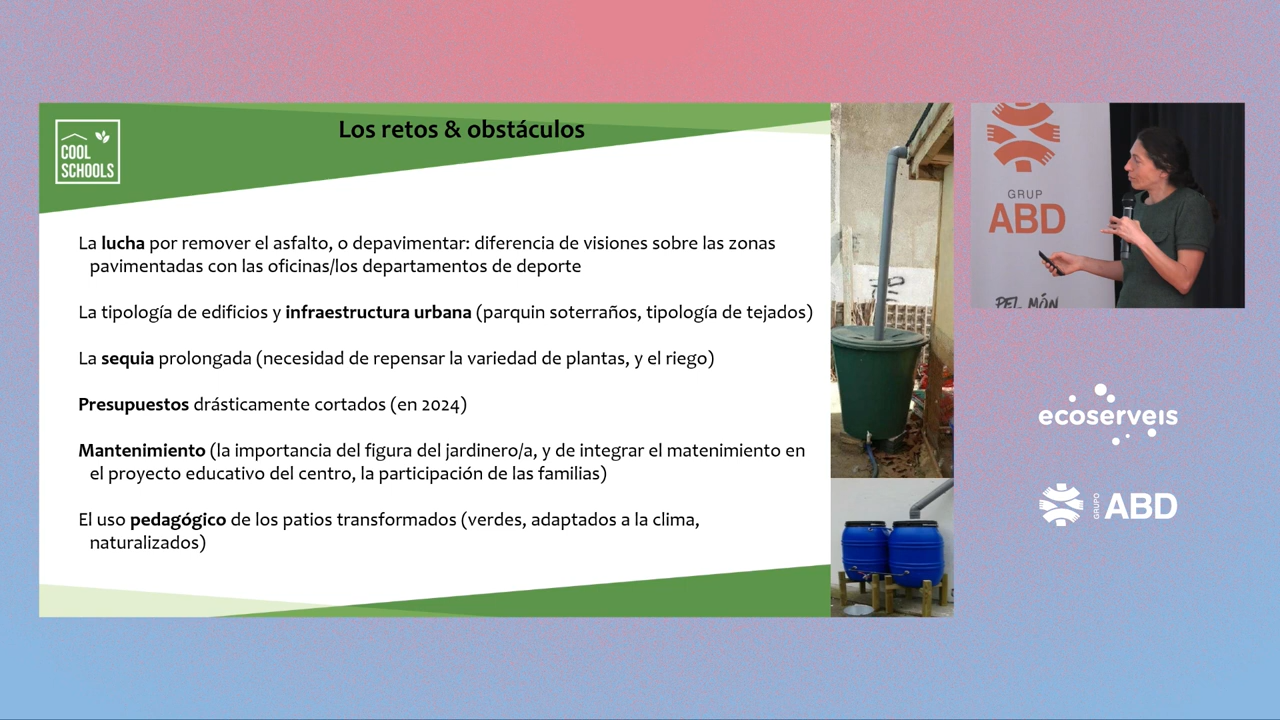 COOL
SCHOOLS
Los retos & obstáculos
La lucha por remover el asfalto, o depavimentar: diferencia de visiones sobre las zonas
pavimentadas con las oficinas/los departamentos de deporte
La tipología de edificios y infraestructura urbana (parquin soterraños, tipología de tejados)
La sequia prolongada (necesidad de repensar la variedad de plantas, y el riego)
Presupuestos drásticamente cortados (en 2024)
Mantenimiento (la importancia del figura del jardinero/a, y de integrar el matenimiento en
el proyecto educativo del centro, la participación de las familias)
El uso pedagógico de los patios transformados (verdes, adaptados a la clima,
naturalizados)
GRUP
ABD
PEL MÓN
ecoserveis
GRUPO
ABD